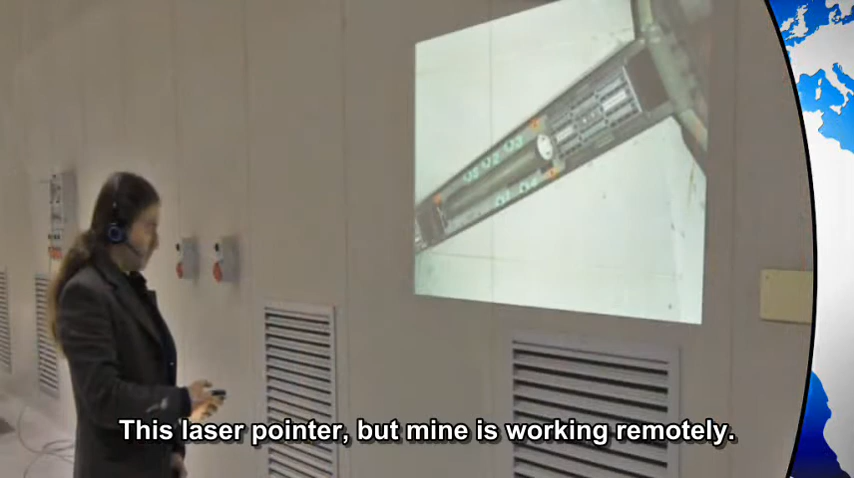 This laser pointer, but mine is working remotely.